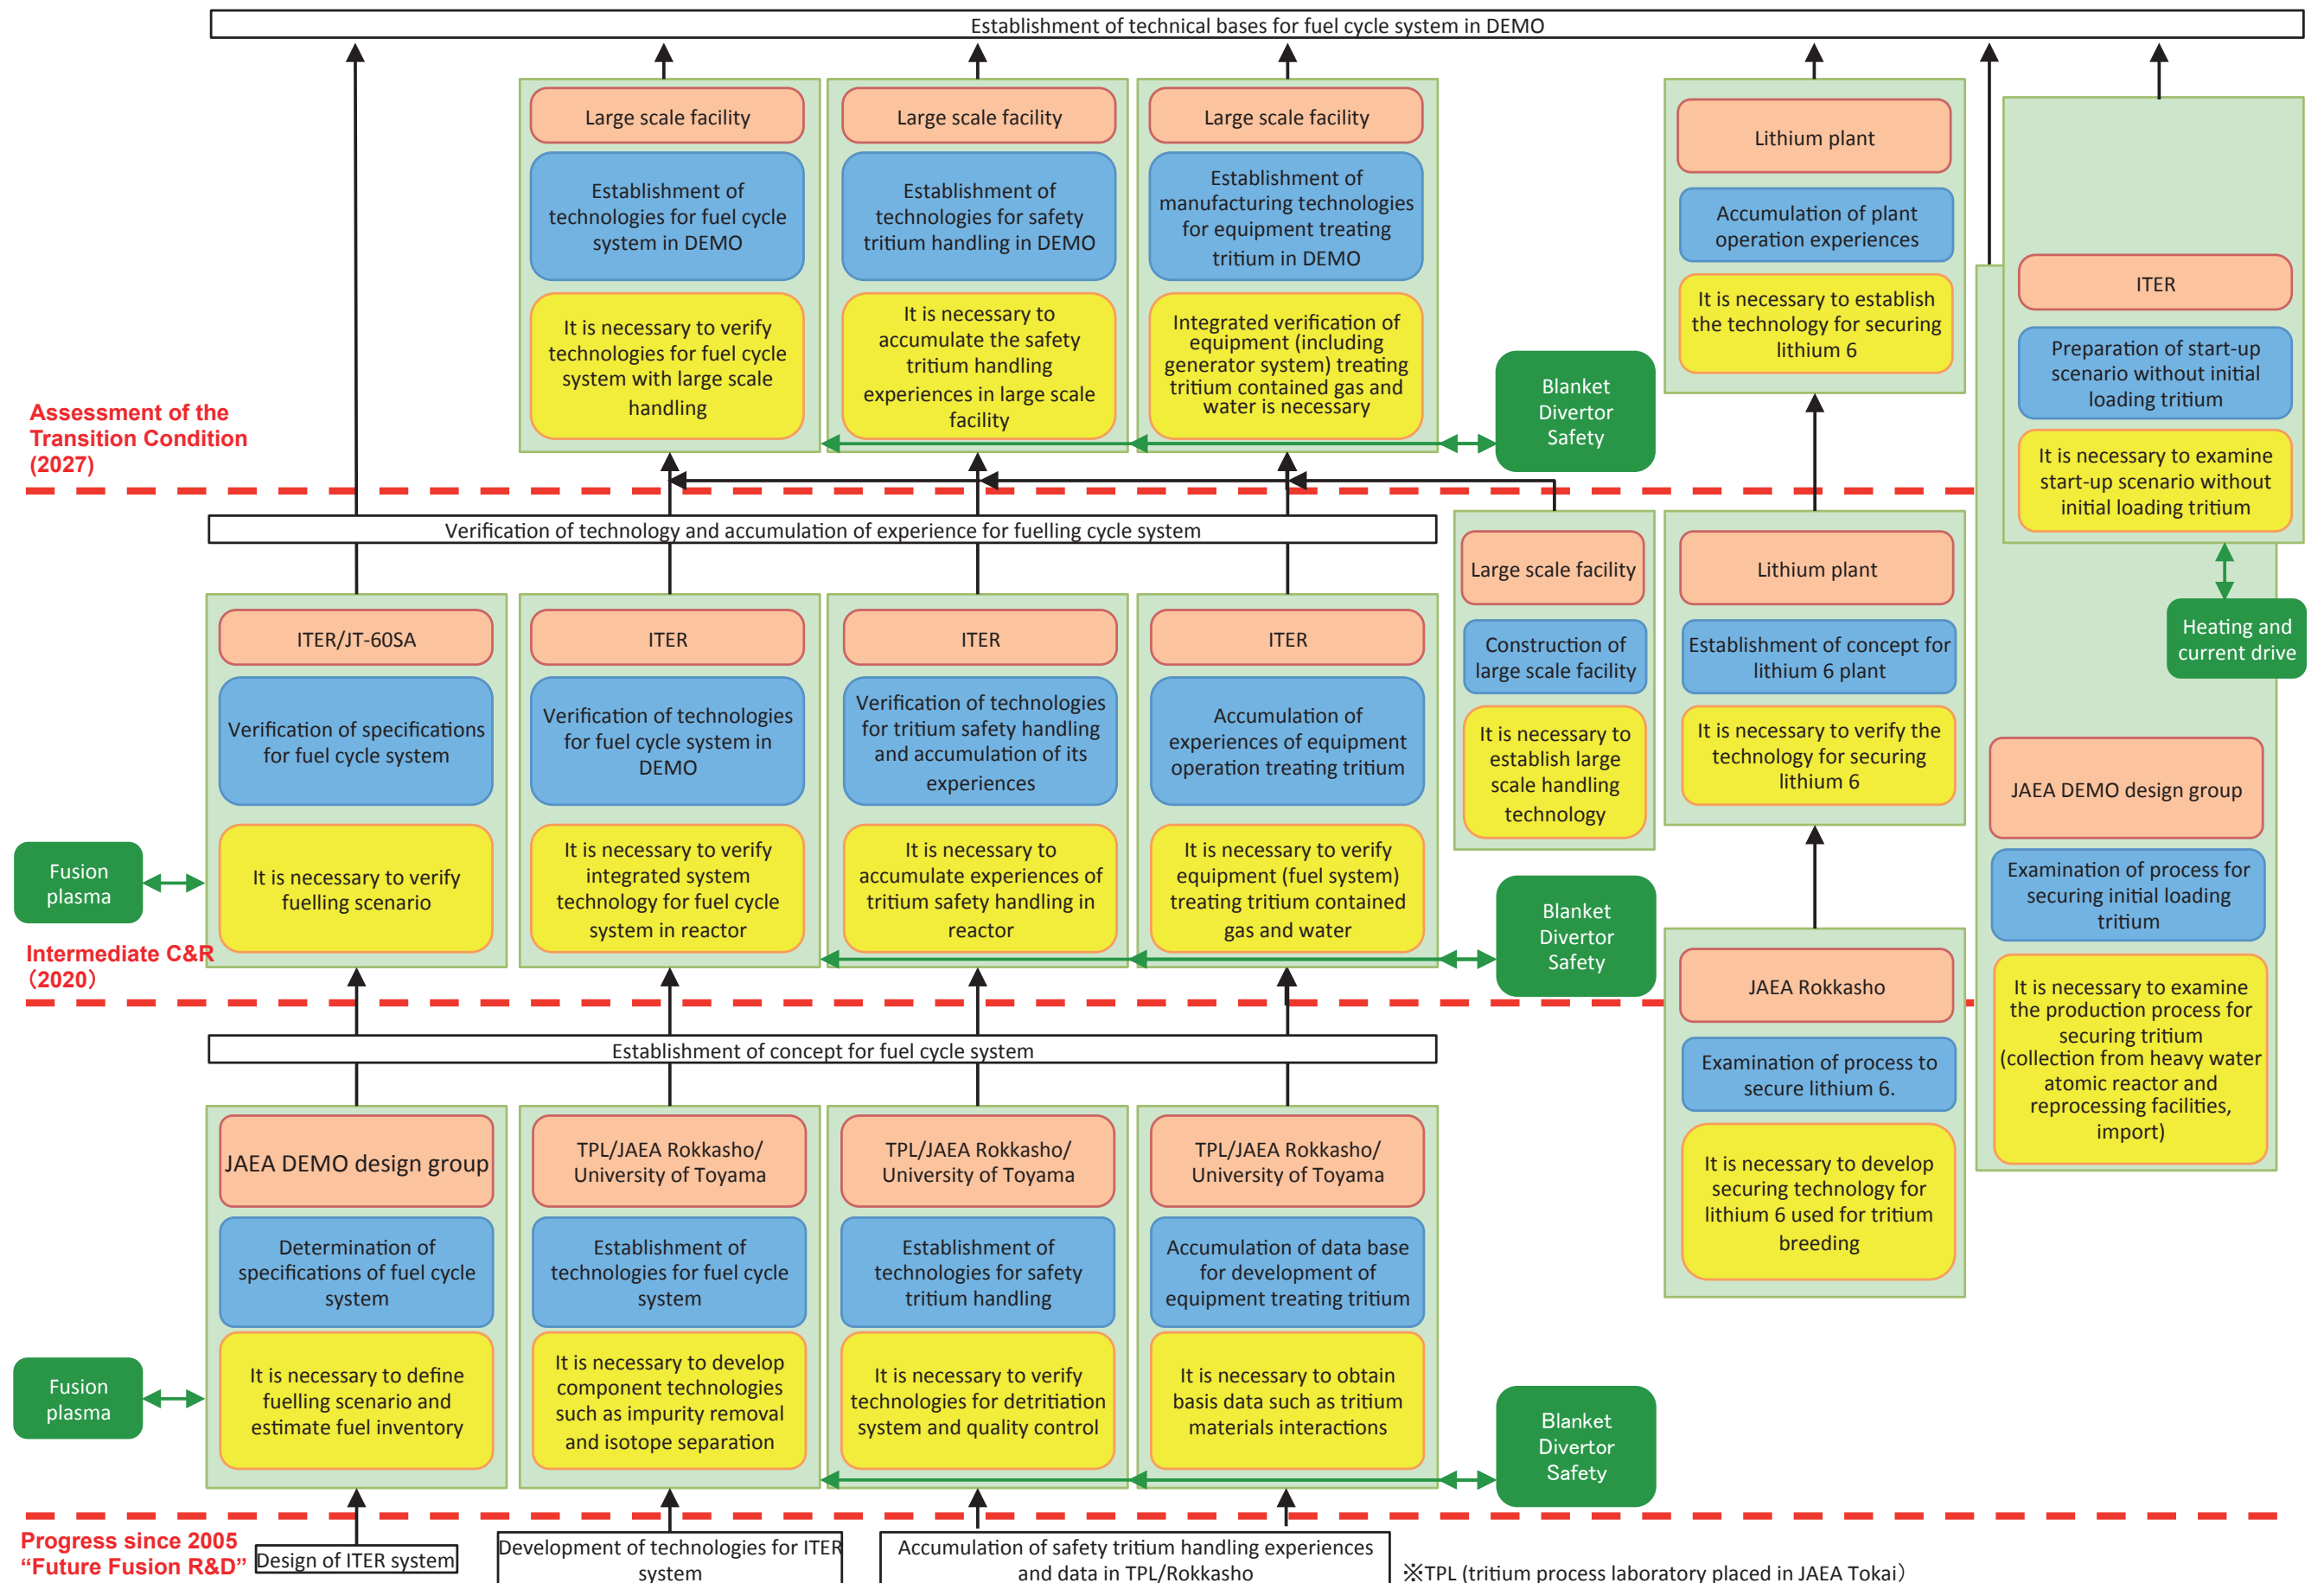 Establishment of technical bases for fuel cycle system in DEMO
Large scale facility
Establishment of
technologies for fuel cycle
system in DEMO
It is necessary to verify
technologies for fuel cycle
system with large scale
handling
Large scale facility
Establishment of
technologies for safety
tritium handling in DEMO
It is necessary to
accumulate the safety
tritium handling
experiences in large scale
facility
Large scale facility
Establishment of
manufacturing technologies
for equipment treating
tritium in DEMO
Integrated verification of
equipment (including
generator system) treating
tritium contained gas and
water is necessary
Blanket
Divertor
Safety
Lithium plant
Accumulation of plant
operation experiences
It is necessary to establish
the technology for securing
lithium 6
ITER
Preparation of start-up
scenario without initial
loading tritium
It is necessary to examine
start-up scenario without
initial loading tritium
Assessment of the
Transition Condition
(2027)
Verification of technology and accumulation of experience for fuelling cycle system
ITER/JT-60SA
Verification of specifications
for fuel cycle system
It is necessary to verify
fuelling scenario
Fusion
plasma
ITER
Verification of technologies
for fuel cycle system in
DEMO
It is necessary to verify
integrated system
technology for fuel cycle
system in reactor
ITER
Verification of technologies
for tritium safety handling
and accumulation of its
experiences
It is necessary to
accumulate experiences of
tritium safety handling in
reactor
ITER
Accumulation of
experiences of equipment
operation treating tritium
It is necessary to verify
equipment (fuel system)
treating tritium contained
gas and water
Large scale facility
Construction of
large scale facility
It is necessary to
establish large
scale handling
technology
Blanket
Divertor
Safety
Lithium plant
Establishment of concept for
lithium 6 plant
It is necessary to verify the
technology for securing
lithium 6
Heating and
current drive
JAEA DEMO design group
Examination of process for
securing initial loading
tritium
It is necessary to examine
the production process for
securing tritium
(collection from heavy water
atomic reactor and
reprocessing facilities,
import)
Intermediate C&R
(2020)
Establishment of concept for fuel cycle system
JAEA Rokkasho
Examination of process to
secure lithium 6.
It is necessary to develop
securing technology for
lithium 6 used for tritium
breeding
JAEA DEMO design group
Determination of
specifications of fuel cycle
system
It is necessary to define
fuelling scenario and
estimate fuel inventory
Fusion
plasma
TPL/JAEA Rokkasho/
University of Toyama
Establishment of
technologies for fuel cycle
system
It is necessary to develop
component technologies
such as impurity removal
and isotope separation
TPL/JAEA Rokkasho/
University of Toyama
Establishment of
technologies for safety
tritium handling
It is necessary to verify
technologies for detritiation
system and quality control
TPL/JAEA Rokkasho/
University of Toyama
Accumulation of data base
for development of
equipment treating tritium
It is necessary to obtain
basis data such as tritium
materials interactions
Blanket
Divertor
Safety
Progress since 2005
“Future Fusion R&D”
Design of ITER system
Development of technologies for ITER
system
Accumulation of safety tritium handling experiences
and data in TPL/Rokkasho
※TPL (tritium process laboratory placed in JAEA Tokai)